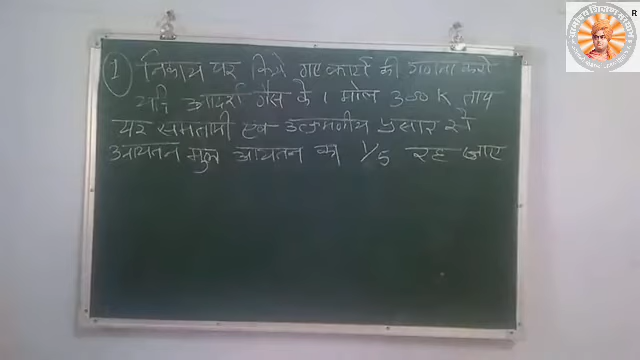 ① निकाय पर किये गए कार्य की गणना करो
यदि आदर्श गैस के 1 मोल 300 K ताप
पर समतापी एवं उत्क्रमणीय प्रसार से
आयतन मूल आयतन का 1/5 रह जाए
R